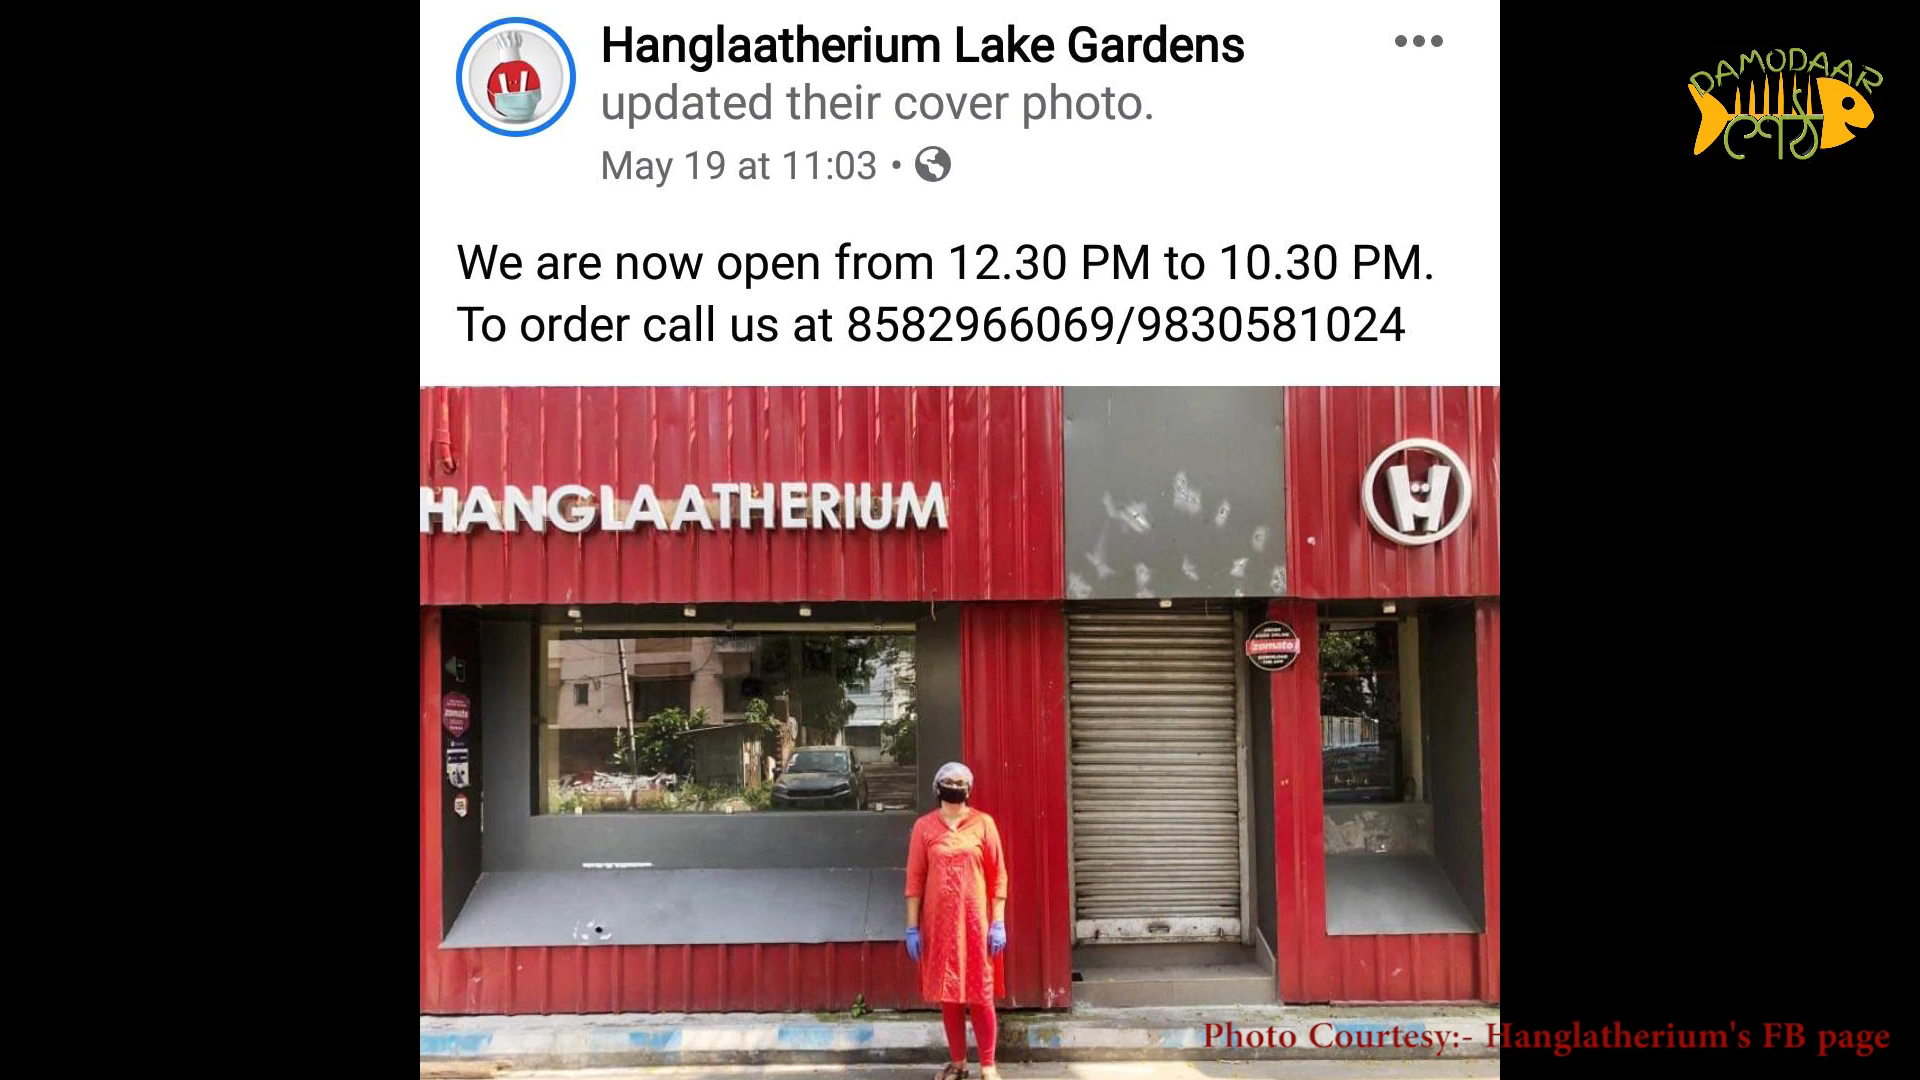 Hanglaatherium Lake Gardens
updated their cover photo.
May 19 at 11:03 •
We are now open from 12.30 PM to 10.30 PM.
To order call us at 8582966069/9830581024
DAMODAAR
HANGLAATHERIUM
H
zomato
zomato
Photo Courtesy:- Hanglatherium's FB page